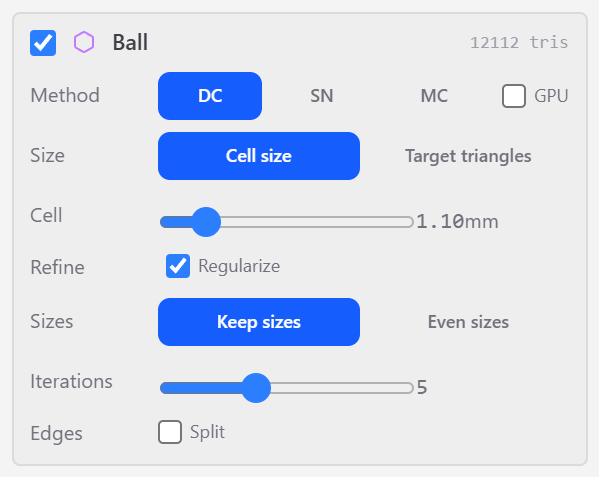 Ball 12112 tris
Method DC SN MC GPU
Size Cell size Target triangles
Cell 1.10mm
Refine Regularize
Sizes Keep sizes Even sizes
Iterations 5
Edges Split